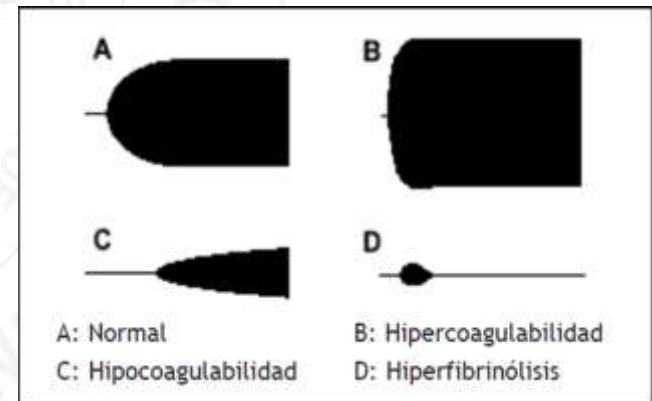 A
B
C
D
A: Normal
B: Hipercoagulabilidad
C: Hipocoagulabilidad
D: Hiperfibrinólisis